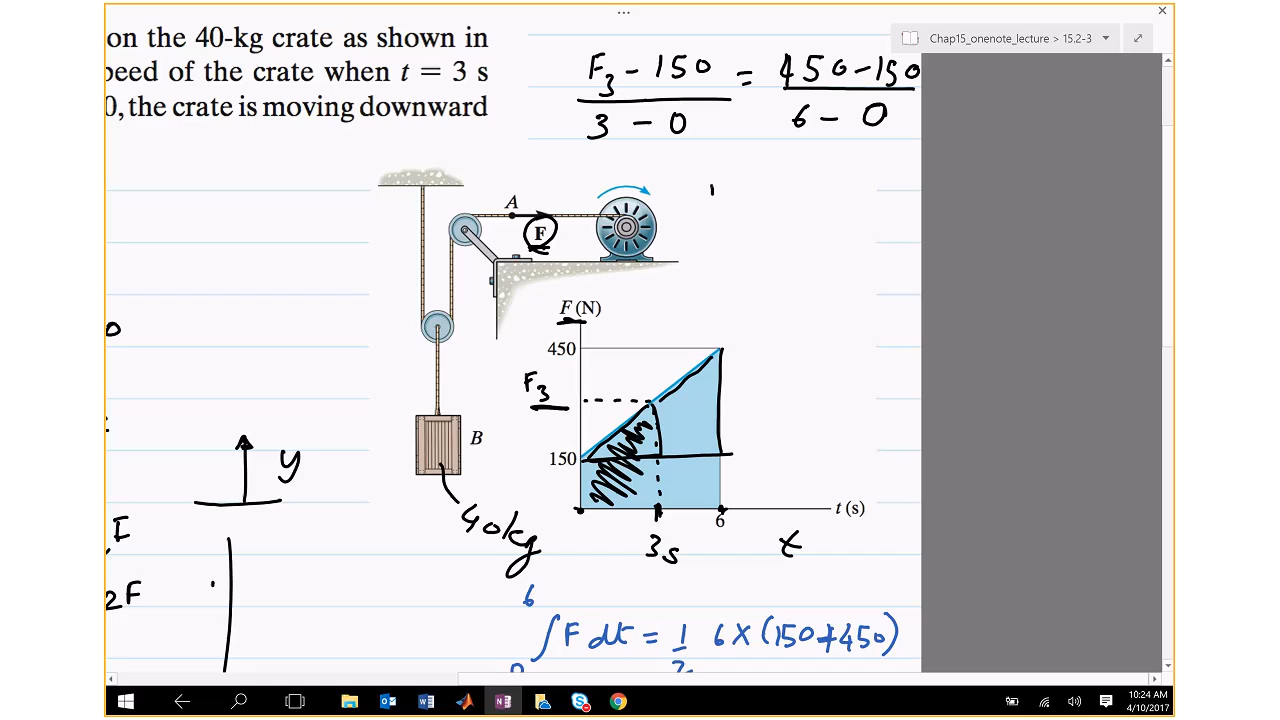 ...
Chap15_onenote_lecture > 15.2-3
on the 40-kg crate as shown in
peed of the crate when t = 3 s
0, the crate is moving downward
F3 - 150 / 3 - 0 = 450 - 150 / 6 - 0
A
F
F (N)
450
F3
150
B
y
40kg
t (s)
6
3s
t
I
2F
∫ F dt = 1/2 6 × (150+450)
6
0
10:24 AM
4/10/2017